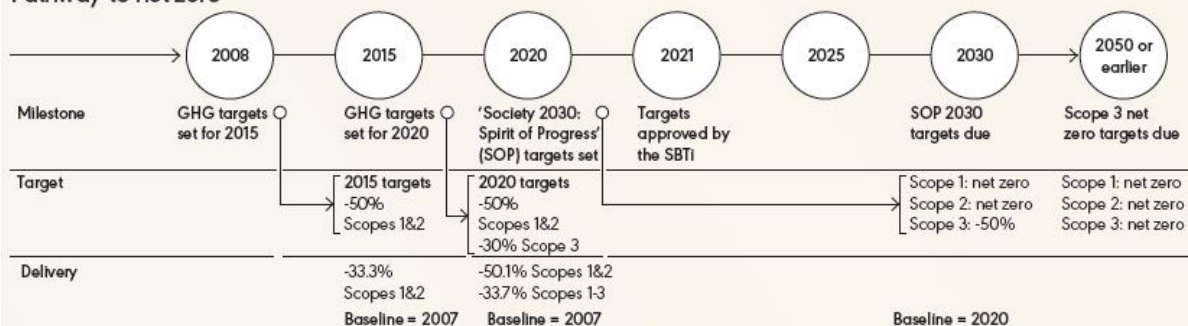 Pathway to net zero
2008
2015
2020
2021
2025
2030
2050 or
earlier
Milestone
GHG targets
set for 2015
GHG targets
set for 2020
'Society 2030:
Spirit of Progress'
(SOP) targets set
Targets
approved by
the SBTi
SOP 2030
targets due
Scope 3 net
zero targets due
Target
2015 targets
-50%
Scopes 1&2
2020 targets
-50%
Scopes 1&2
-30% Scope 3
Scope 1: net zero
Scope 2: net zero
Scope 3: -50%
Scope 1: net zero
Scope 2: net zero
Scope 3: net zero
Delivery
-33.3%
Scopes 1&2
Baseline = 2007
-50.1% Scopes 1&2
-33.7% Scopes 1-3
Baseline = 2007
Baseline = 2020